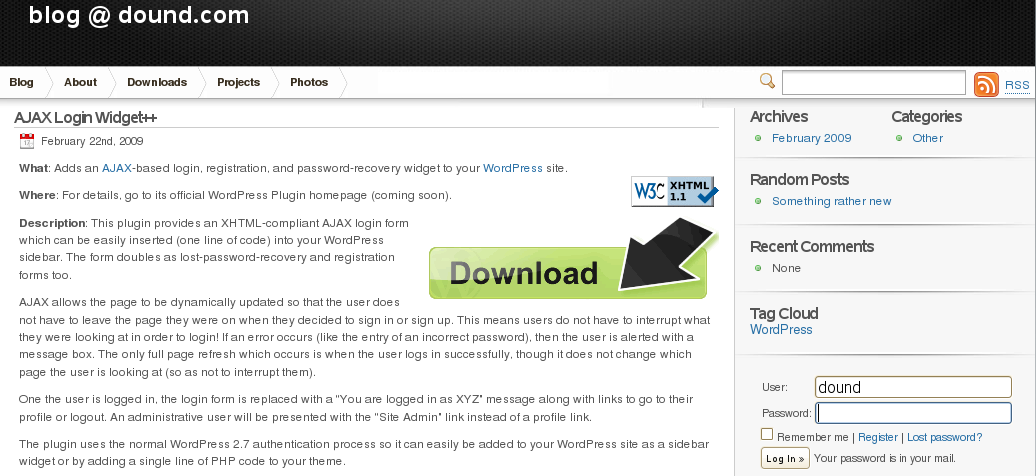 blog @ dound.com
Blog About Downloads Projects Photos RSS
AJAX Login Widget++
February 22nd, 2009
What: Adds an AJAX-based login, registration, and password-recovery widget to your WordPress site.
Where: For details, go to its official WordPress Plugin homepage (coming soon).
W3C XHTML 1.1
Description: This plugin provides an XHTML-compliant AJAX login form
which can be easily inserted (one line of code) into your WordPress
sidebar. The form doubles as lost-password-recovery and registration
forms too.
Download
AJAX allows the page to be dynamically updated so that the user does
not have to leave the page they were on when they decided to sign in or sign up. This means users do not have to interrupt what
they were looking at in order to login! If an error occurs (like the entry of an incorrect password), then the user is alerted with a
message box. The only full page refresh which occurs is when the user logs in successfully, though it does not change which
page the user is looking at (so as not to interrupt them).
One the user is logged in, the login form is replaced with a "You are logged in as XYZ" message along with links to go to their
profile or logout. An administrative user will be presented with the "Site Admin" link instead of a profile link.
The plugin uses the normal WordPress 2.7 authentication process so it can easily be added to your WordPress site as a sidebar
widget or by adding a single line of PHP code to your theme.
Archives
February 2009
Categories
Other
Random Posts
Something rather new
Recent Comments
None
Tag Cloud
WordPress
User: dound
Password:
Remember me | Register | Lost password?
Log In » Your password is in your mail.